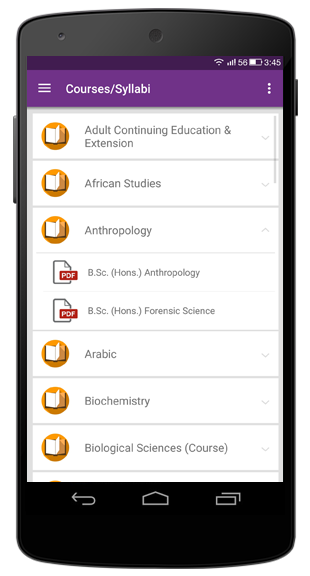 56 3:45
Courses/Syllabi
Adult Continuing Education &
Extension
African Studies
Anthropology
PDF B.Sc. (Hons.) Anthropology
PDF B.Sc. (Hons.) Forensic Science
Arabic
Biochemistry
Biological Sciences (Course)